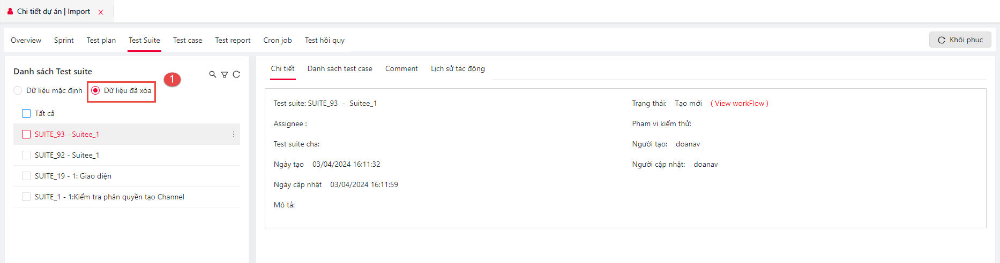 Chi tiết dự án | Import
Overview Sprint Test plan Test Suite Test case Test report Cron job Test hồi quy
Khôi phục
Danh sách Test suite
1
Dữ liệu mặc định Dữ liệu đã xóa
Tất cả
SUITE_93 - Suitee_1
SUITE_92 - Suitee_1
SUITE_19 - 1: Giao diện
SUITE_1 - 1:Kiểm tra phân quyền tạo Channel
Chi tiết Danh sách test case Comment Lịch sử tác động
Test suite: SUITE_93 - Suitee_1
Trạng thái: Tạo mới ( View workFlow )
Assignee :
Phạm vi kiểm thử:
Test suite cha:
Người tạo: doanav
Ngày tạo 03/04/2024 16:11:32
Người cập nhật: doanav
Ngày cập nhật 03/04/2024 16:11:59
Mô tả: